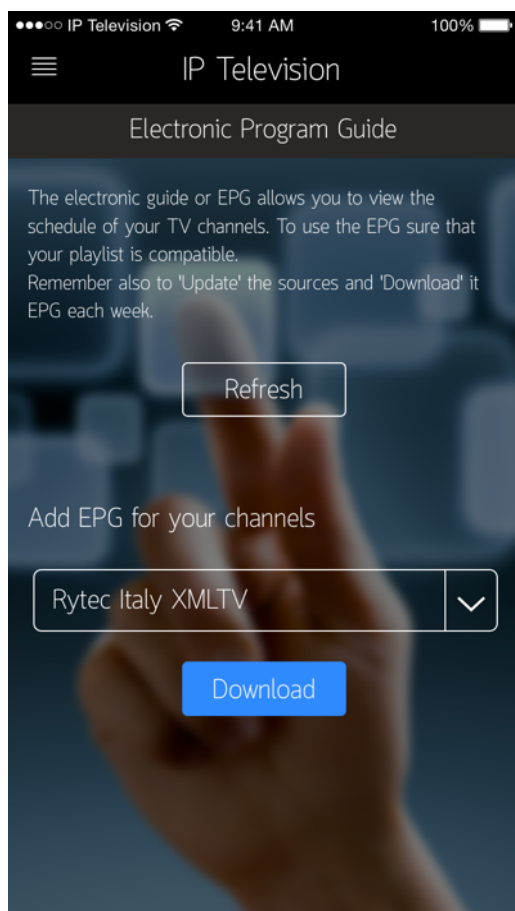 IP Television 9:41 AM 100%
IP Television
Electronic Program Guide
The electronic guide or EPG allows you to view the
schedule of your TV channels. To use the EPG sure that
your playlist is compatible.
Remember also to 'Update' the sources and 'Download' it
EPG each week.
Refresh
Add EPG for your channels
Rytec Italy XMLTV
Download